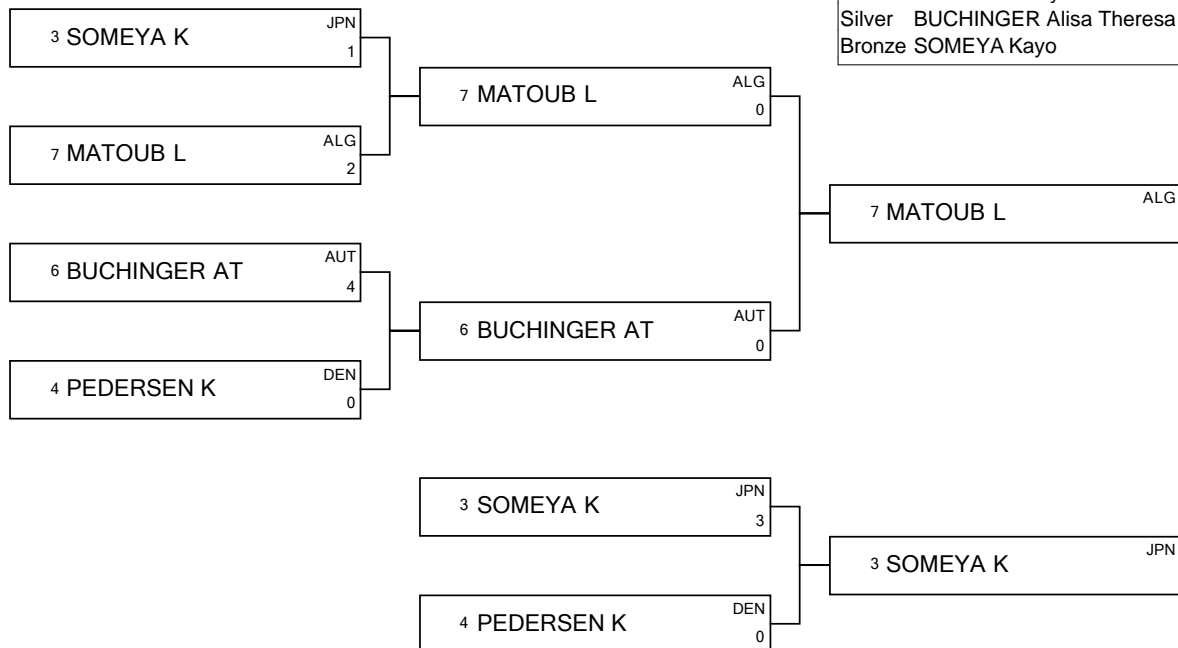 Silver BUCHINGER Alisa Theresa
Bronze SOMEYA Kayo
3 SOMEYA K JPN
1
7 MATOUB L ALG
2
6 BUCHINGER AT AUT
4
4 PEDERSEN K DEN
0
7 MATOUB L ALG
0
6 BUCHINGER AT AUT
0
7 MATOUB L ALG
3 SOMEYA K JPN
3
4 PEDERSEN K DEN
0
3 SOMEYA K JPN